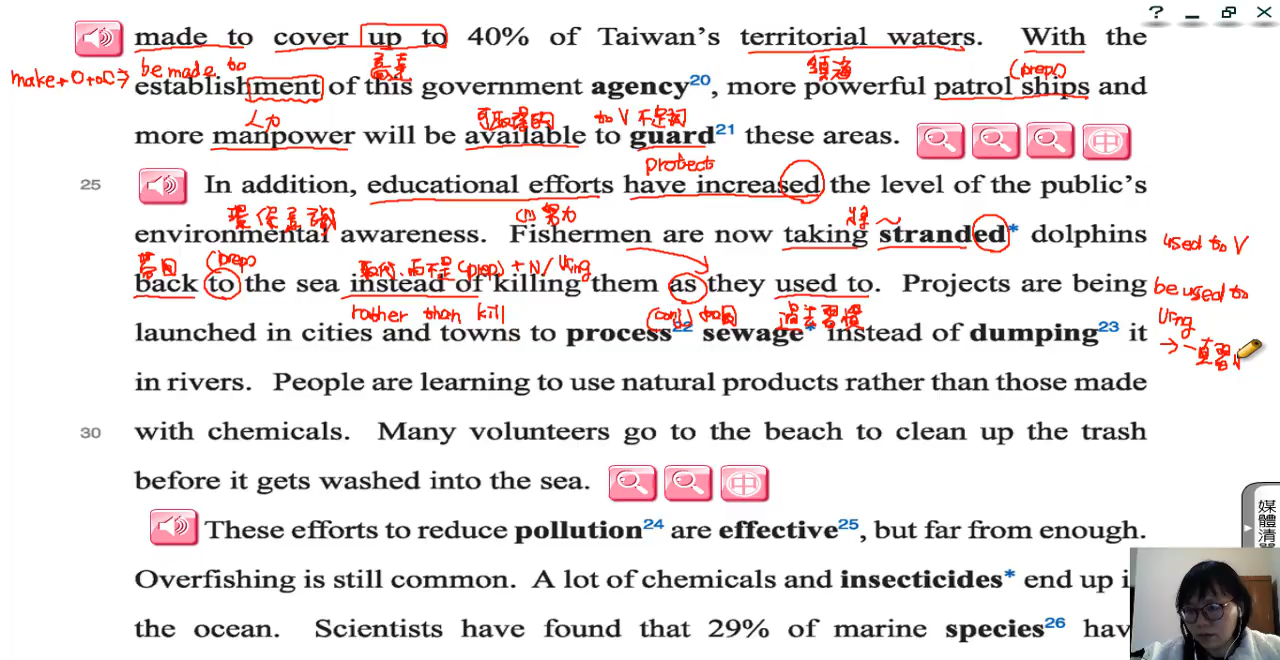 made to cover up to 40% of Taiwan's territorial waters. With the
make+O+OC→ be made to 高達 領海 (prep)
establishment of this government agency20, more powerful patrol ships and
人力 可取得的 to V 不定詞
more manpower will be available to guard21 these areas.
protect
25 In addition, educational efforts have increased the level of the public's
環保意識 努力
environmental awareness. Fishermen are now taking stranded* dolphins
將~ used to V
(prep) 取代,而不是 (prep) + N/Ving
back to the sea instead of killing them as they used to. Projects are being
be used to
rather than kill (conj) 如同 過去習慣 Ving
launched in cities and towns to process22 sewage* instead of dumping23 it
→一直習
in rivers. People are learning to use natural products rather than those made
30 with chemicals. Many volunteers go to the beach to clean up the trash
before it gets washed into the sea.
These efforts to reduce pollution24 are effective25, but far from enough.
Overfishing is still common. A lot of chemicals and insecticides* end up
the ocean. Scientists have found that 29% of marine species26 hav
中
中
媒體清單